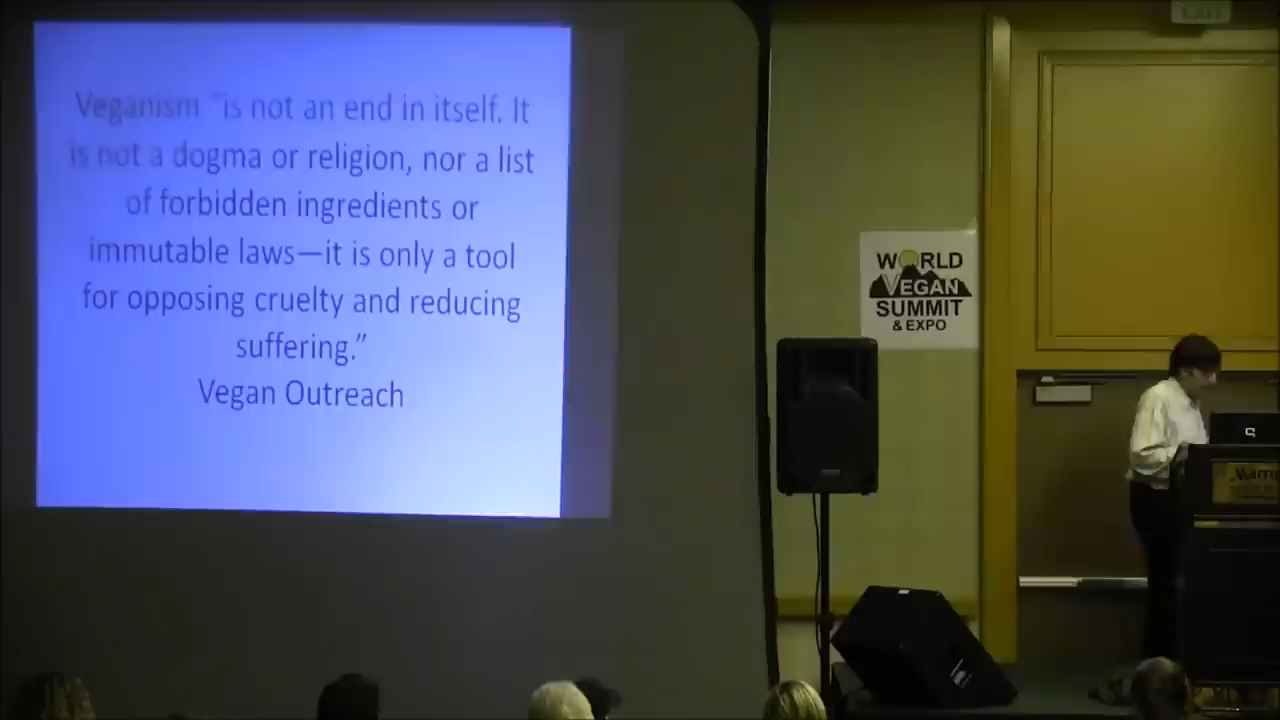 Veganism "is not an end in itself. It
is not a dogma or religion, nor a list
of forbidden ingredients or
immutable laws—it is only a tool
for opposing cruelty and reducing
suffering.”
Vegan Outreach
WORLD
VEGAN
SUMMIT
& EXPO
EXIT